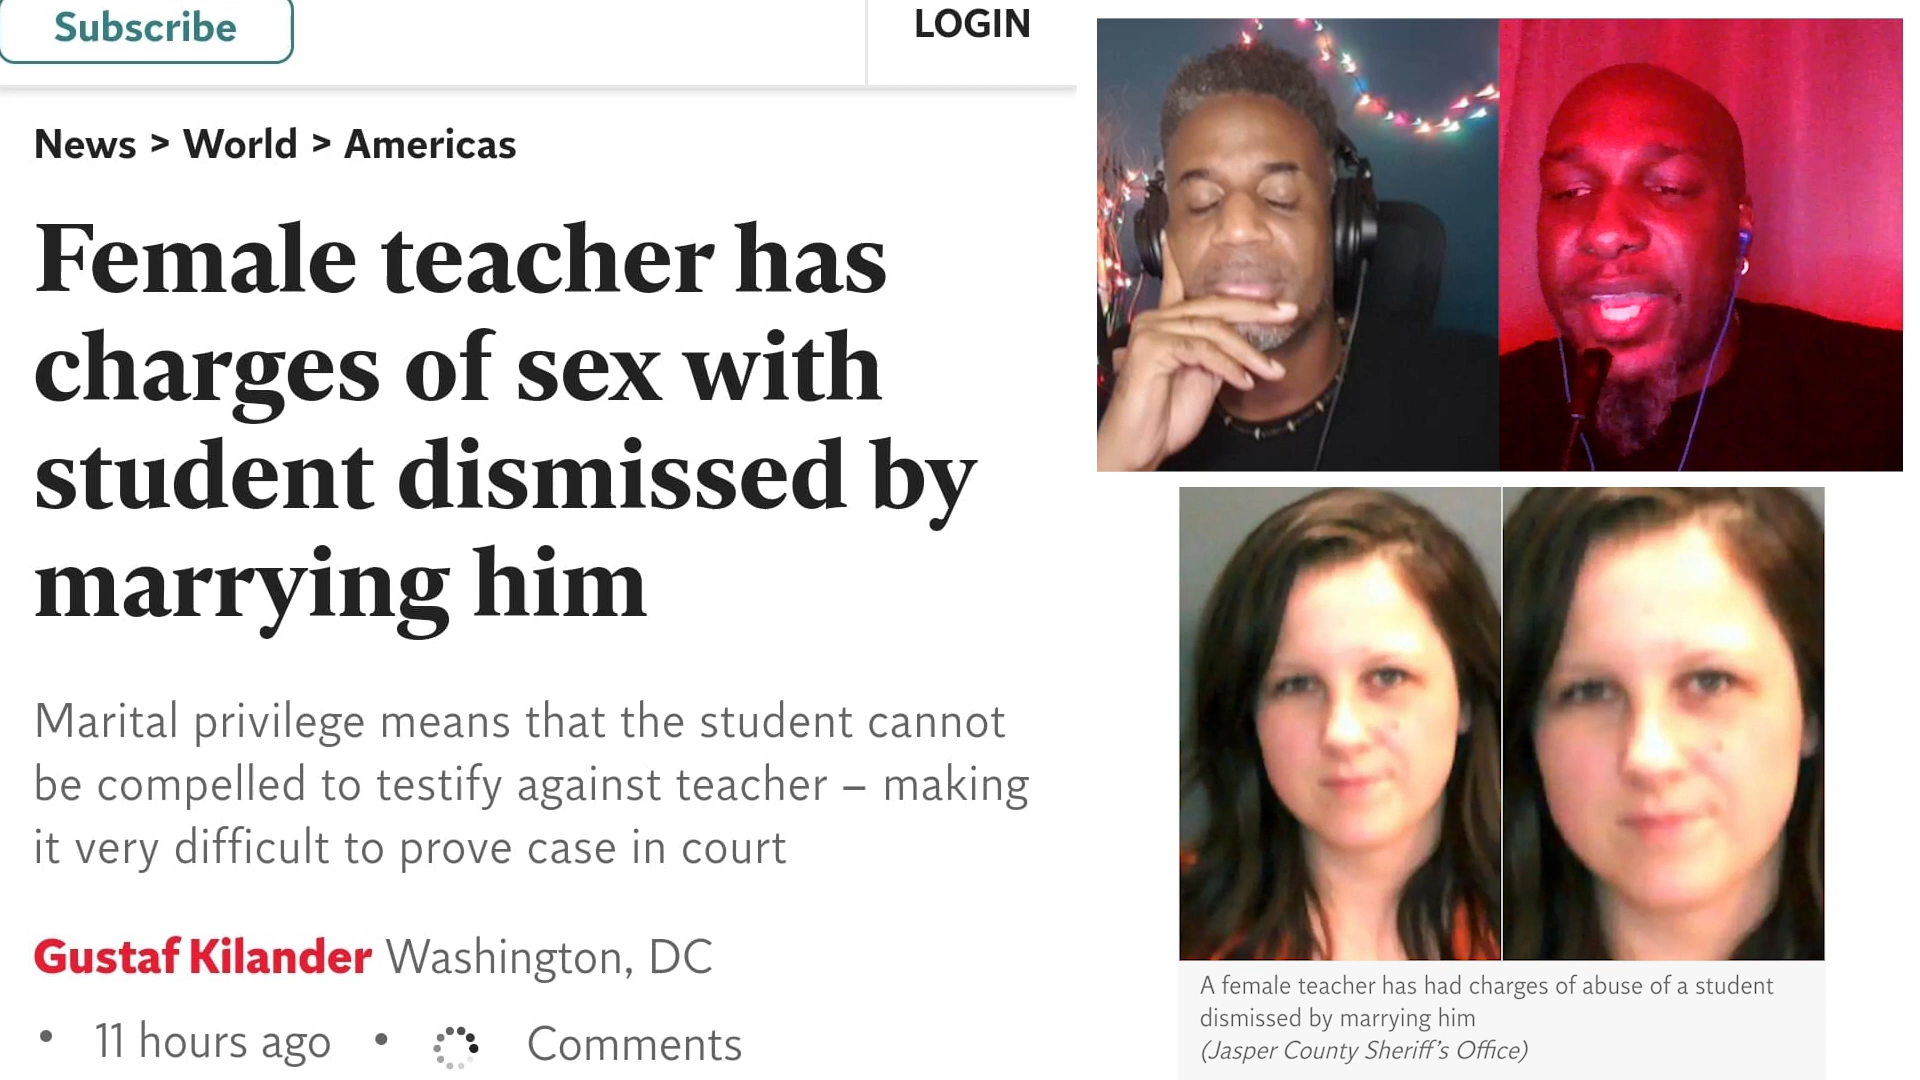 Subscribe
LOGIN
News > World > Americas
Female teacher has
charges of sex with
student dismissed by
marrying him
Marital privilege means that the student cannot
be compelled to testify against teacher – making
it very difficult to prove case in court
Gustaf Kilander Washington, DC
• 11 hours ago • Comments
A female teacher has had charges of abuse of a student
dismissed by marrying him
(Jasper County Sheriff's Office)